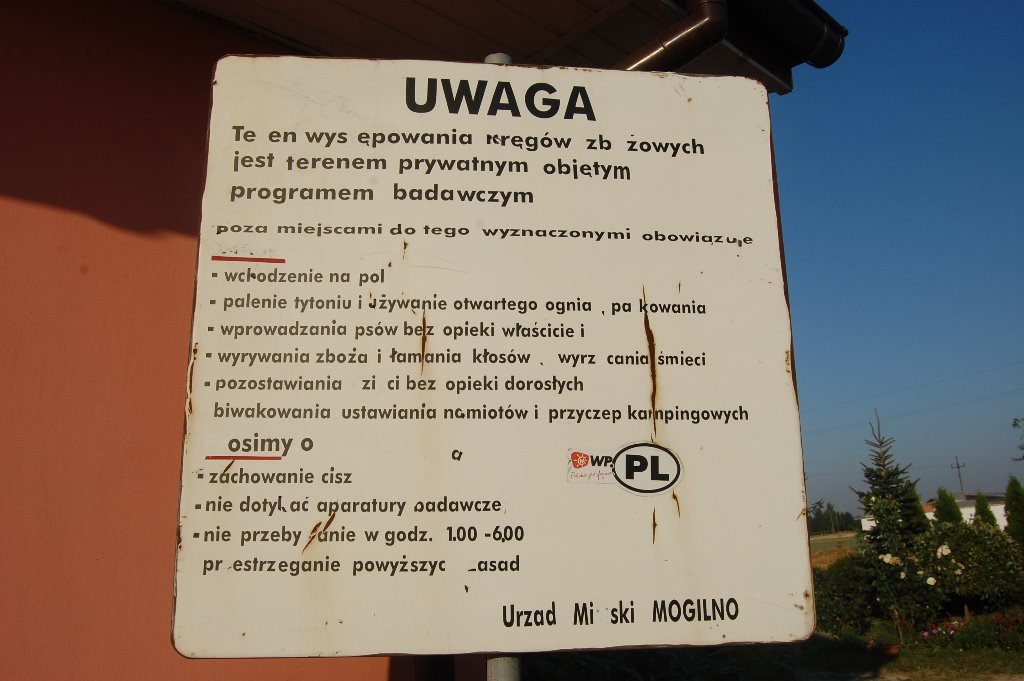 UWAGA
Te en wys ępowania kręgów zb żowych
jest terenem prywatnym objętym
programem badawczym
poza miejscami do tego wyznaczonymi obowiązuje
- wchodzenie na pol
- palenie tytoniu i używanie otwartego ognia , pa kowania
- wprowadzania psów bez opieki właścicie i
- wyrywania zboża i łamania kłosów , wyrz cania śmieci
- pozostawiania zi ci bez opieki dorosłych
biwakowania ustawiania namiotów i przyczep kampingowych
osimy o
- zachowanie cisz
- nie dotyk ać aparatury badawcze
- nie przeby anie w godz. 1.00 -6.00
pr estrzeganie powyższyc asad
WP.
PL
Urzad Mi ski MOGILNO